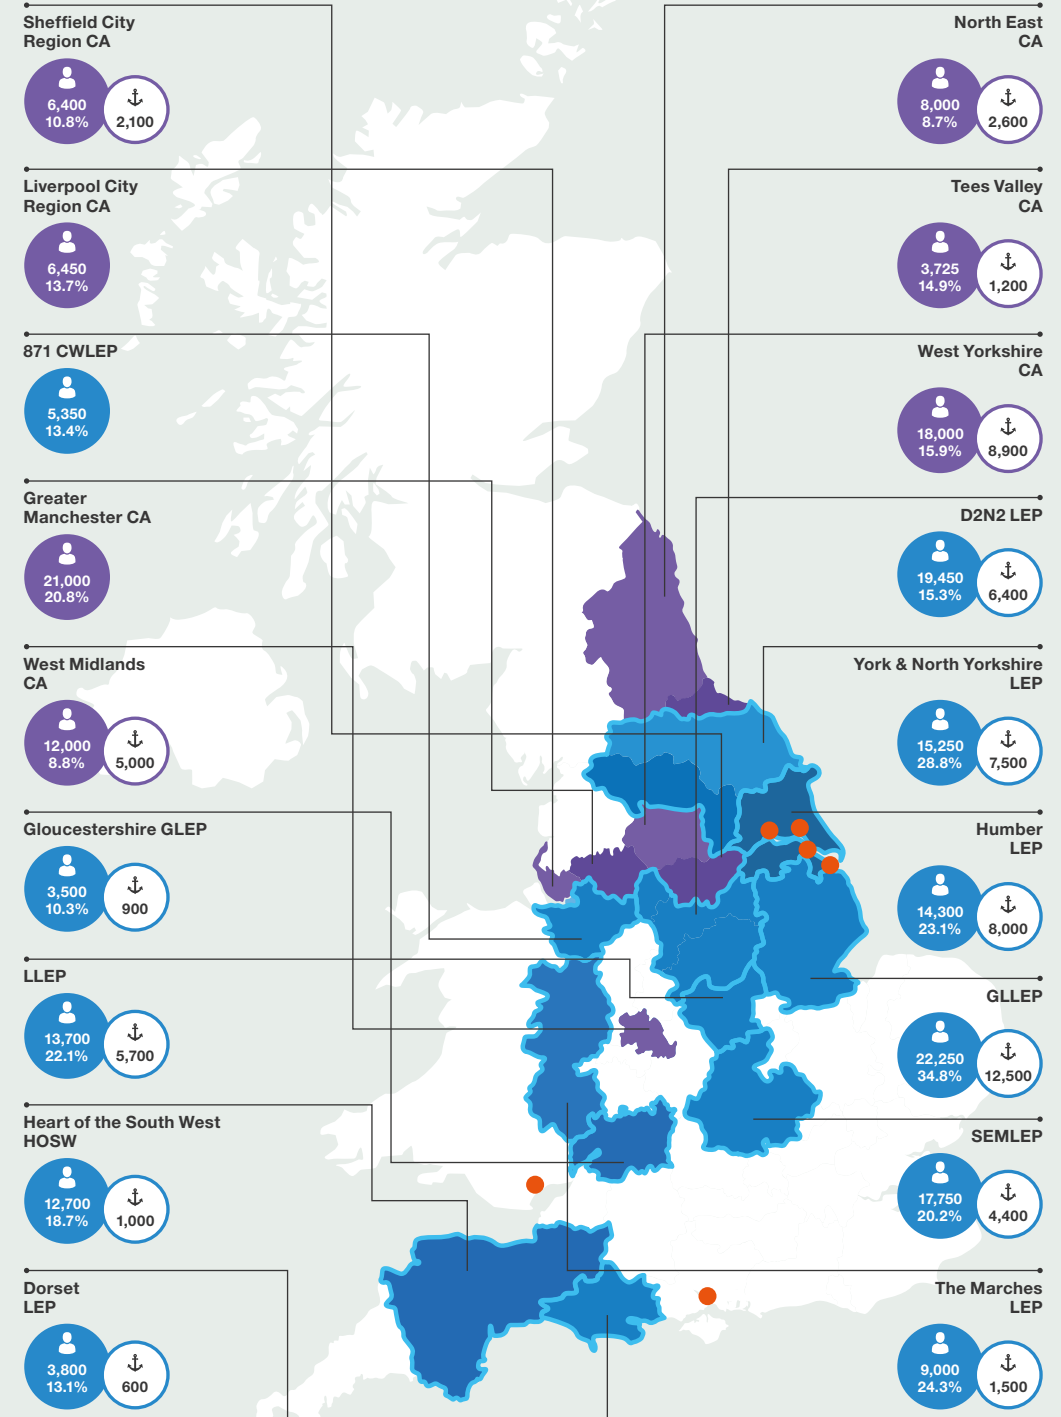 Sheffield City
Region CA
6,400
10.8%
2,100
Liverpool City
Region CA
6,450
13.7%
871 CWLEP
5,350
13.4%
Greater
Manchester CA
21,000
20.8%
West Midlands
CA
12,000
8.8%
5,000
Gloucestershire GLEP
3,500
10.3%
900
LLEP
13,700
22.1%
5,700
Heart of the South West
HOSW
12,700
18.7%
1,000
Dorset
LEP
3,800
13.1%
600
North East
CA
8,000
8.7%
2,600
Tees Valley
CA
3,725
14.9%
1,200
West Yorkshire
CA
18,000
15.9%
8,900
D2N2 LEP
19,450
15.3%
6,400
York & North Yorkshire
LEP
15,250
28.8%
7,500
Humber
LEP
14,300
23.1%
8,000
GLLEP
22,250
34.8%
12,500
SEMLEP
17,750
20.2%
4,400
The Marches
LEP
9,000
24.3%
1,500